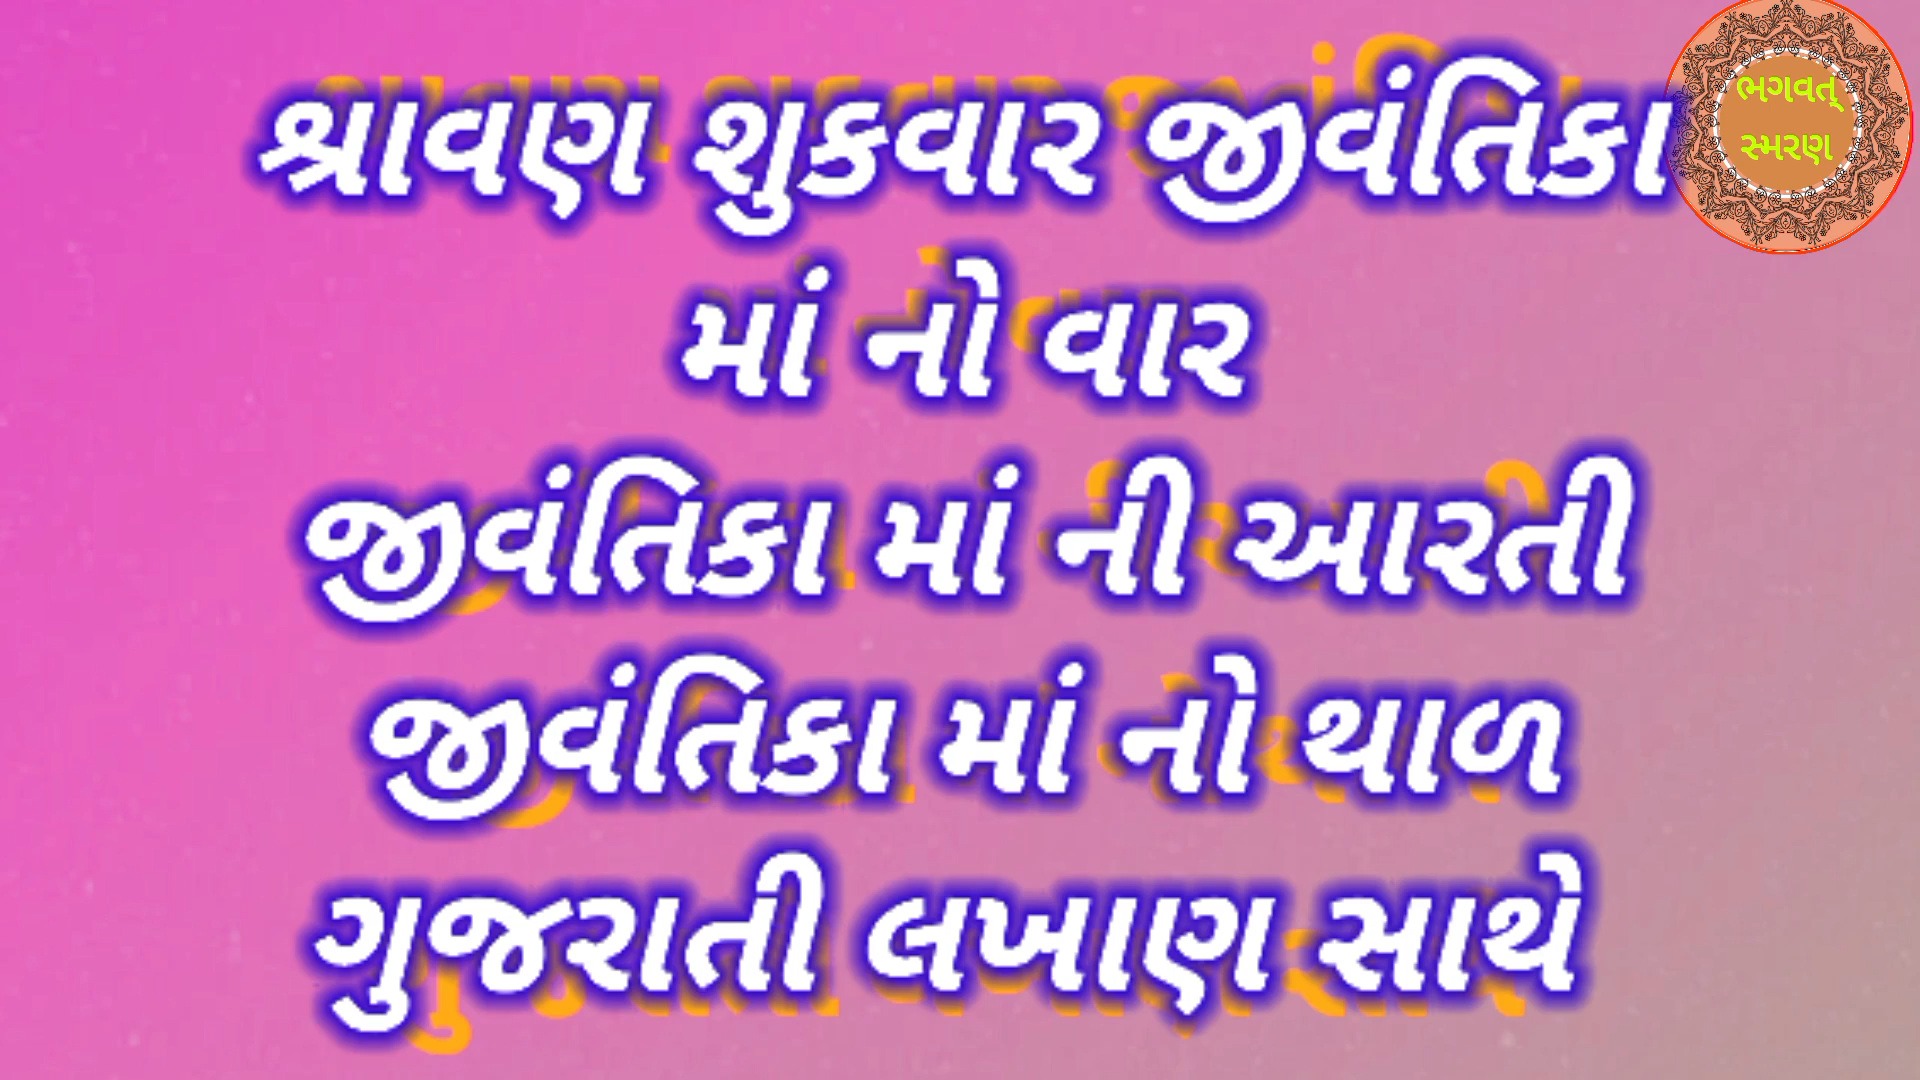 શ્રાવણ શુકવાર જીવંતિકા
માં નો વાર
જીવંતિકા માં ની આરતી
જીવંતિકા માં નો થાળ
ગુજરાતી લખાણ સાથે
ભગવત્
સ્મરણ